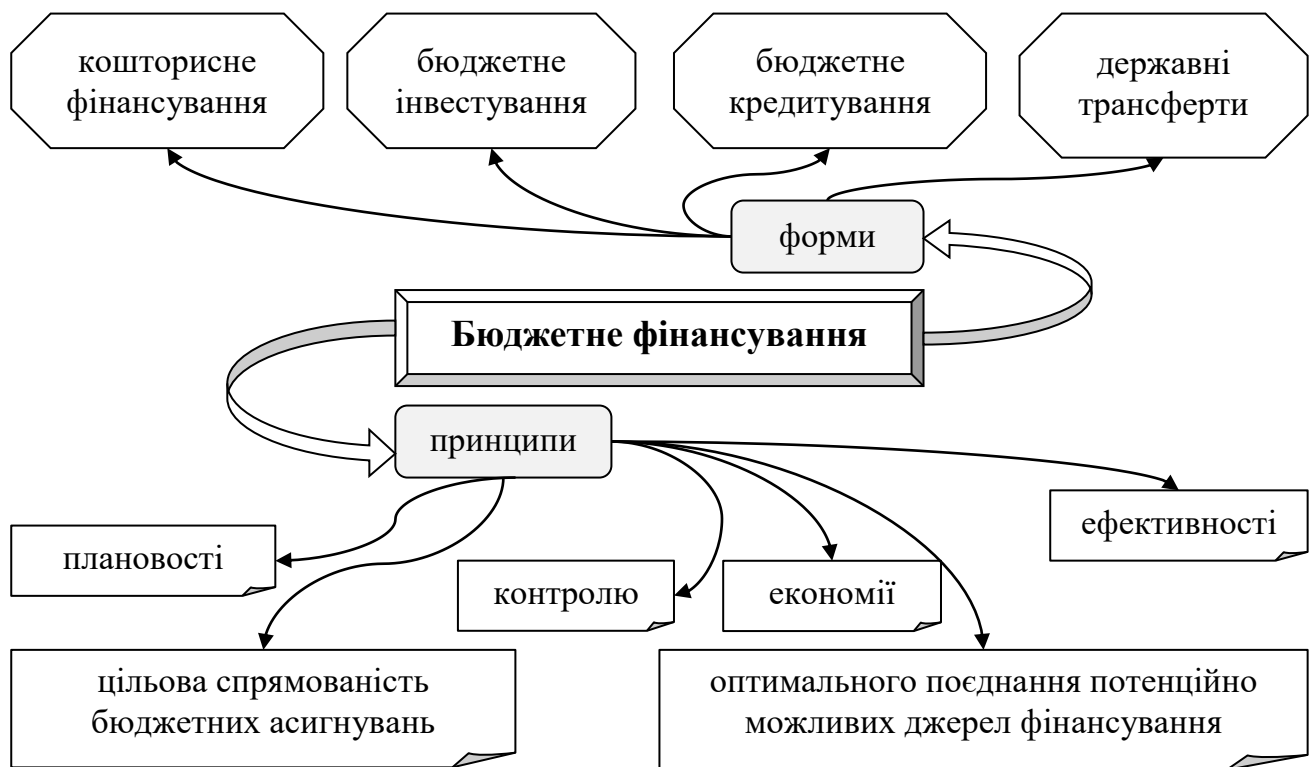 кошторисне
фінансування
бюджетне
інвестування
бюджетне
кредитування
державні
трансферти
форми
Бюджетне фінансування
принципи
ефективності
плановості
контролю
економії
цільова спрямованість
бюджетних асигнувань
оптимального поєднання потенційно
можливих джерел фінансування